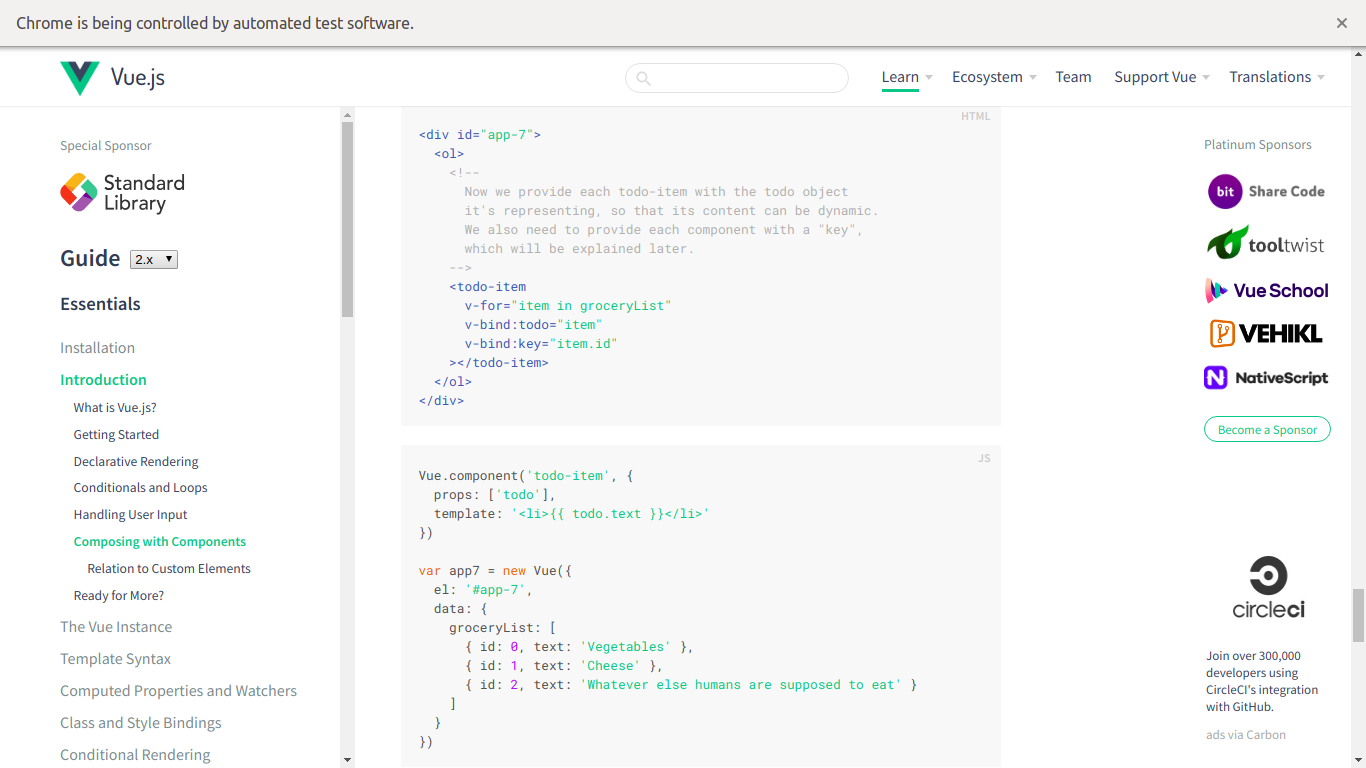 Chrome is being controlled by automated test software.
Vue.js
Learn
Ecosystem
Team
Support Vue
Translations
Special Sponsor
Standard
Library
Guide 2.x
Essentials
Installation
Introduction
What is Vue.js?
Getting Started
Declarative Rendering
Conditionals and Loops
Handling User Input
Composing with Components
Relation to Custom Elements
Ready for More?
The Vue Instance
Template Syntax
Computed Properties and Watchers
Class and Style Bindings
Conditional Rendering
HTML
<div id="app-7">
  <ol>
    <!--
      Now we provide each todo-item with the todo object
      it's representing, so that its content can be dynamic.
      We also need to provide each component with a "key",
      which will be explained later.
    -->
    <todo-item
      v-for="item in groceryList"
      v-bind:todo="item"
      v-bind:key="item.id"
    ></todo-item>
  </ol>
</div>
JS
Vue.component('todo-item', {
  props: ['todo'],
  template: '<li>{{ todo.text }}</li>'
})
var app7 = new Vue({
  el: '#app-7',
  data: {
    groceryList: [
      { id: 0, text: 'Vegetables' },
      { id: 1, text: 'Cheese' },
      { id: 2, text: 'Whatever else humans are supposed to eat' }
    ]
  }
})
Platinum Sponsors
bit Share Code
tooltwist
Vue School
VEHIKL
N NativeScript
Become a Sponsor
circleci
Join over 300,000
developers using
CircleCI's integration
with GitHub.
ads via Carbon